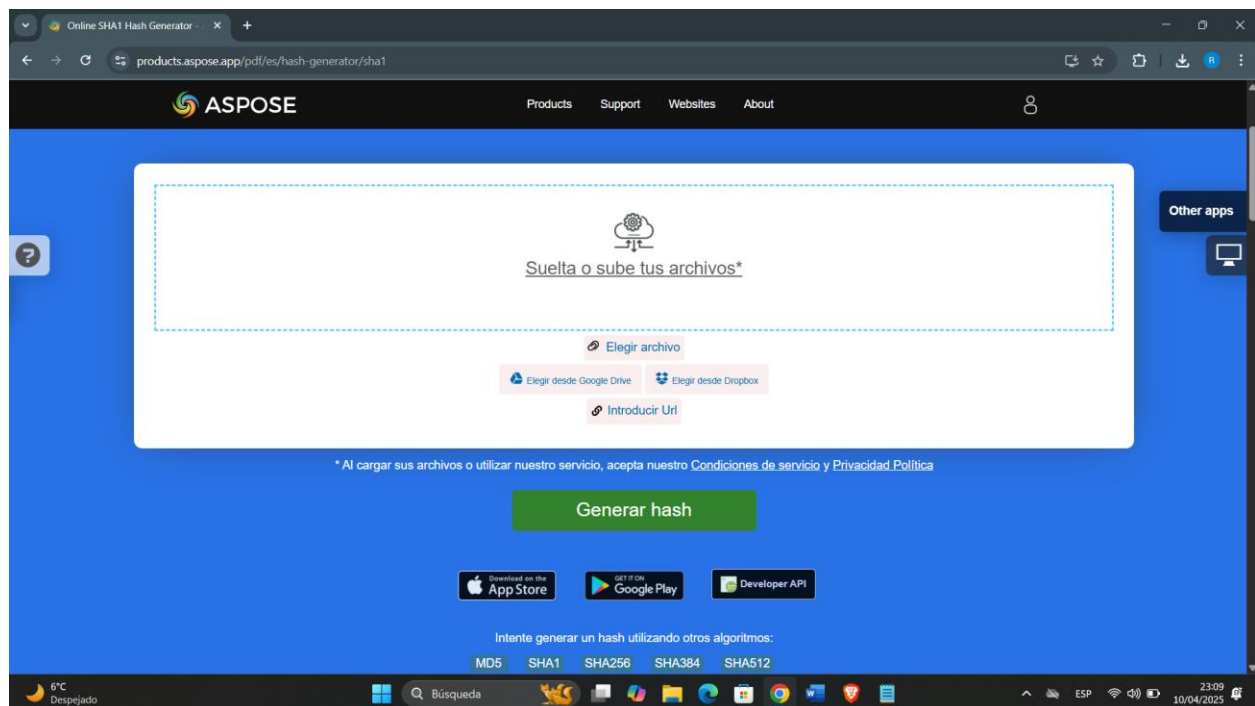 Online SHA1 Hash Generator -
products.aspose.app/pdf/es/hash-generator/sha1
R
ASPOSE
Products Support Websites About
Other apps
?
Suelta o sube tus archivos*
Elegir archivo
Elegir desde Google Drive Elegir desde Dropbox
Introducir Url
* Al cargar sus archivos o utilizar nuestro servicio, acepta nuestro Condiciones de servicio y Privacidad Política
Generar hash
Download on the
App Store
GET IT ON
Google Play
Developer API
Intente generar un hash utilizando otros algoritmos:
MD5 SHA1 SHA256 SHA384 SHA512
6°C
Despejado
Búsqueda
ESP
23:09
10/04/2025